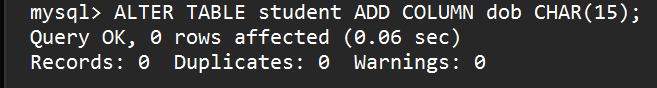 mysql> ALTER TABLE student ADD COLUMN dob CHAR(15);
Query OK, 0 rows affected (0.06 sec)
Records: 0  Duplicates: 0  Warnings: 0